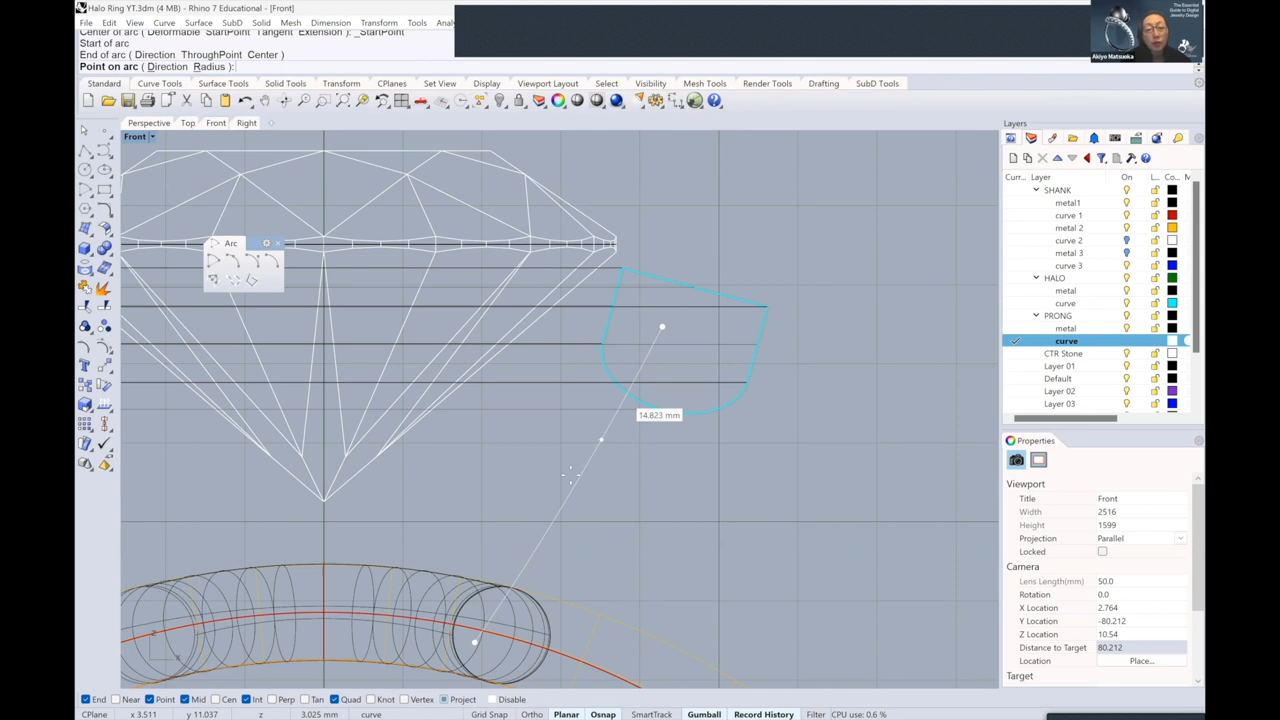 Halo Ring YT.3dm (4 MB) - Rhino 7 Educational - [Front]
File Edit View Curve Surface SubD Solid Mesh Dimension Transform Tools
Center of arc ( Deformable StartPoint Tangent Extension ): _StartPoint
Start of arc
End of arc ( Direction ThroughPoint Center )
Point on arc ( Direction Radius ):
The Essential
Guide to Digital
Jewelry Design
Akiyo Matsuoka
Standard Curve Tools Surface Tools Solid Tools Transform CPlanes Set View Display Viewport Layout Select Visibility Mesh Tools Render Tools Drafting SubD Tools
Perspective Top Front Right
Front
Arc
14.823 mm
z
x
Layers
Curr... Layer On L... Co... M
SHANK
metal1
curve 1
metal 2
curve 2
metal 3
curve 3
HALO
metal
curve
PRONG
metal
curve
CTR Stone
Layer 01
Default
Layer 02
Layer 03
Properties
Viewport
Title Front
Width 2516
Height 1599
Projection Parallel
Locked
Camera
Lens Length(mm) 50.0
Rotation 0.0
X Location 2.764
Y Location -80.212
Z Location 10.54
Distance to Target 80.212
Location Place...
Target
End Near Point Mid Cen Int Perp Tan Quad Knot Vertex Project Disable
CPlane x 3.511 y 11.037 z 3.025 mm curve Grid Snap Ortho Planar Osnap SmartTrack Gumball Record History Filter CPU use: 0.6 %